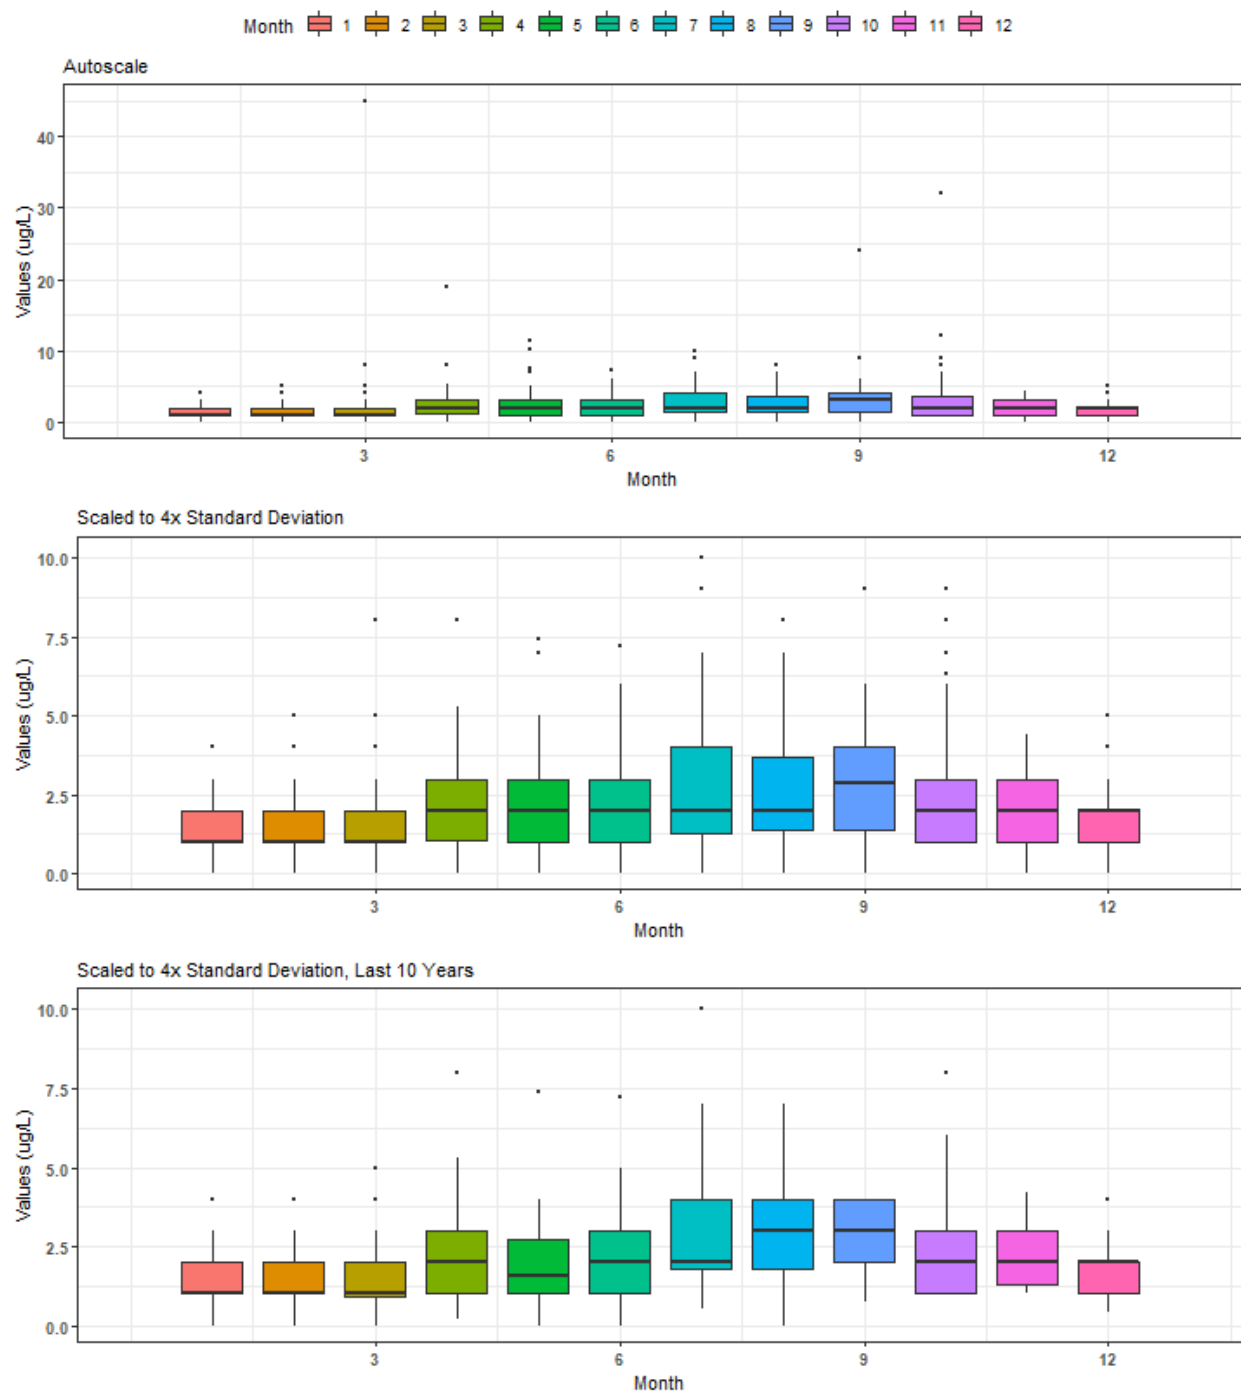 Month 1 2 3 4 5 6 7 8 9 10 11 12
Autoscale
40
30
20
10
0
Values (ug/L)
3 6 9 12
Month
Scaled to 4x Standard Deviation
10.0
7.5
5.0
2.5
0.0
Values (ug/L)
3 6 9 12
Month
Scaled to 4x Standard Deviation, Last 10 Years
10.0
7.5
5.0
2.5
0.0
Values (ug/L)
3 6 9 12
Month